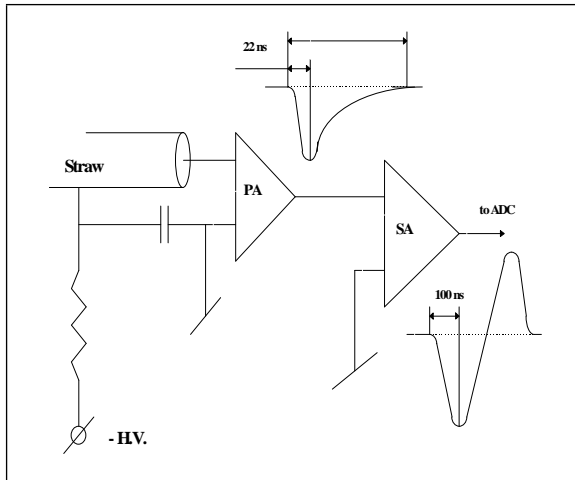 22 ns
Straw
PA
SA
to ADC
100 ns
- H.V.